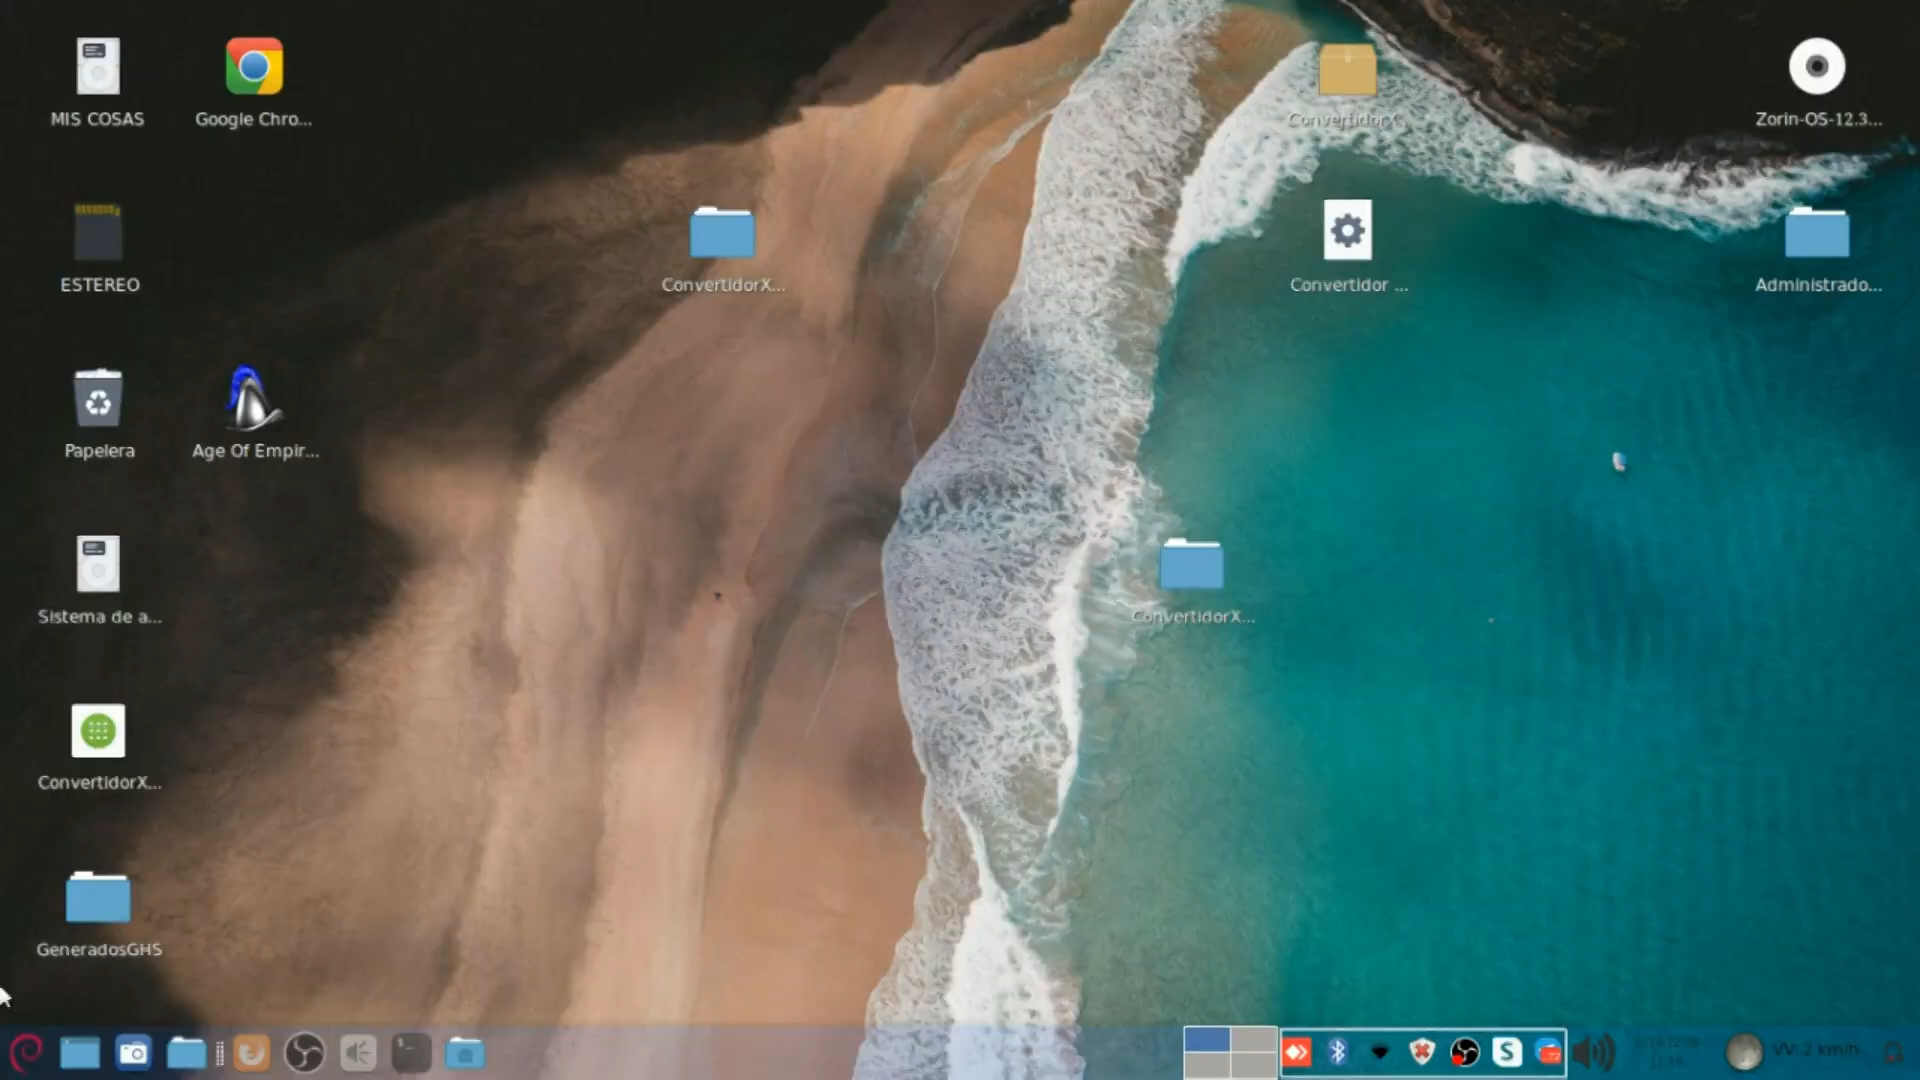 MIS COSAS
Google Chro...
Zorin-OS-12.3...
ESTEREO
ConvertidorX...
Convertidor ...
Administrado...
Papelera
Age Of Empir...
Sistema de a...
ConvertidorX...
ConvertidorX...
GeneradosGHS
VV: 2 km/h